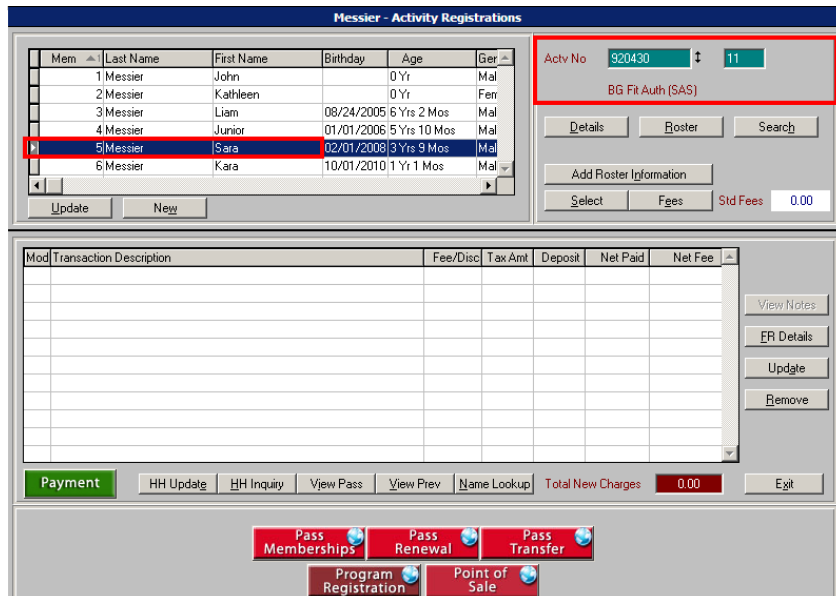 Messier - Activity Registrations
Mem 1 Last Name First Name Birthday Age Ger
1 Messier John 0 Yr Mal
2 Messier Kathleen 0 Yr Fem
3 Messier Liam 08/24/2005 6 Yrs 2 Mos Mal
4 Messier Junior 01/01/2006 5 Yrs 10 Mos Mal
5 Messier Sara 02/01/2008 3 Yrs 9 Mos Mal
6 Messier Kara 10/01/2010 1 Yr 1 Mos Mal
Update New
Actv No 920430 11
BG Fit Auth (SAS)
Details Roster Search
Add Roster Information
Select Fees Std Fees 0.00
Mod Transaction Description Fee/Disc Tax Amt Deposit Net Paid Net Fee
View Notes
FR Details
Update
Remove
Payment HH Update HH Inquiry View Pass View Prev Name Lookup Total New Charges 0.00 Exit
Pass Memberships
Pass Renewal
Pass Transfer
Program Registration
Point of Sale